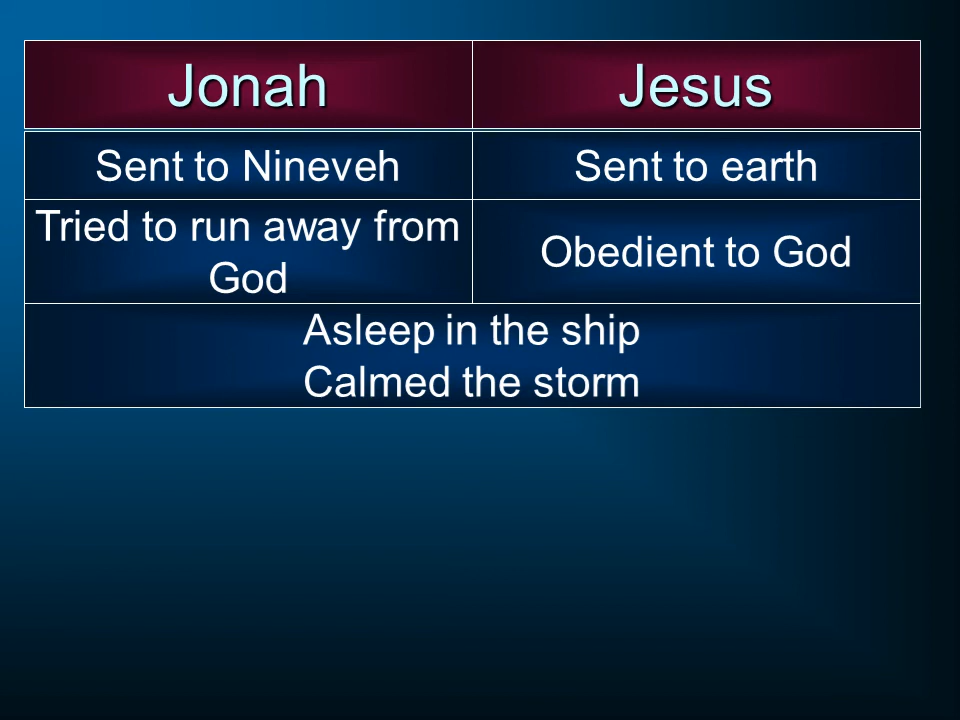 Jonah Jesus
Sent to Nineveh Sent to earth
Tried to run away from
God
Obedient to God
Asleep in the ship
Calmed the storm